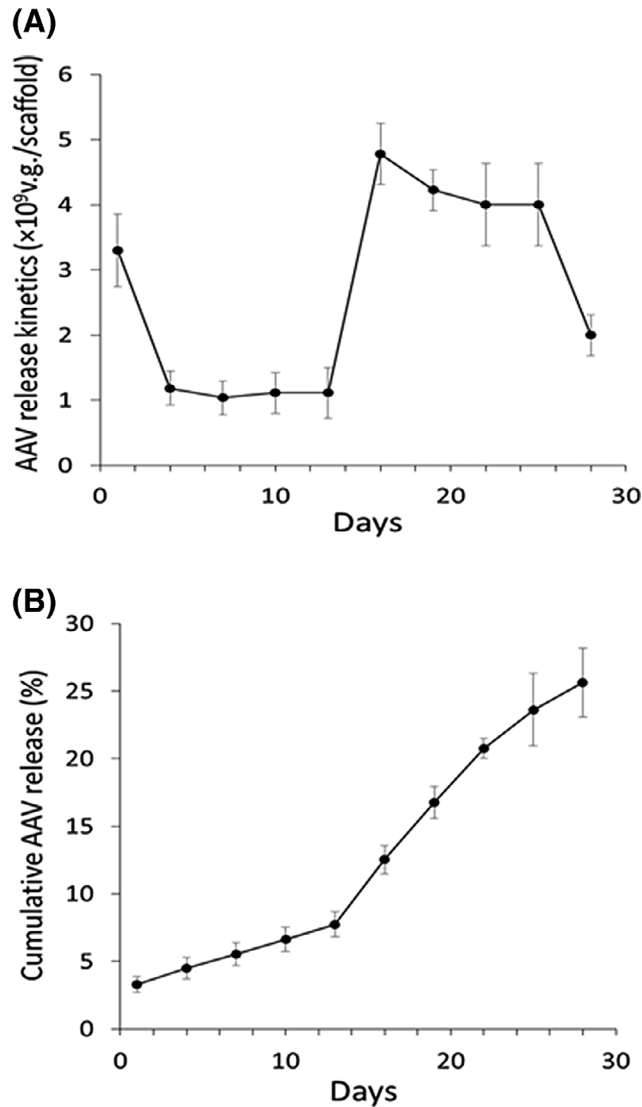 (A)
AAV release kinetics (×10⁹v.g./scaffold)
6
5
4
3
2
1
0
0 10 20 30
Days
(B)
Cumulative AAV release (%)
30
25
20
15
10
5
0
0 10 20 30
Days